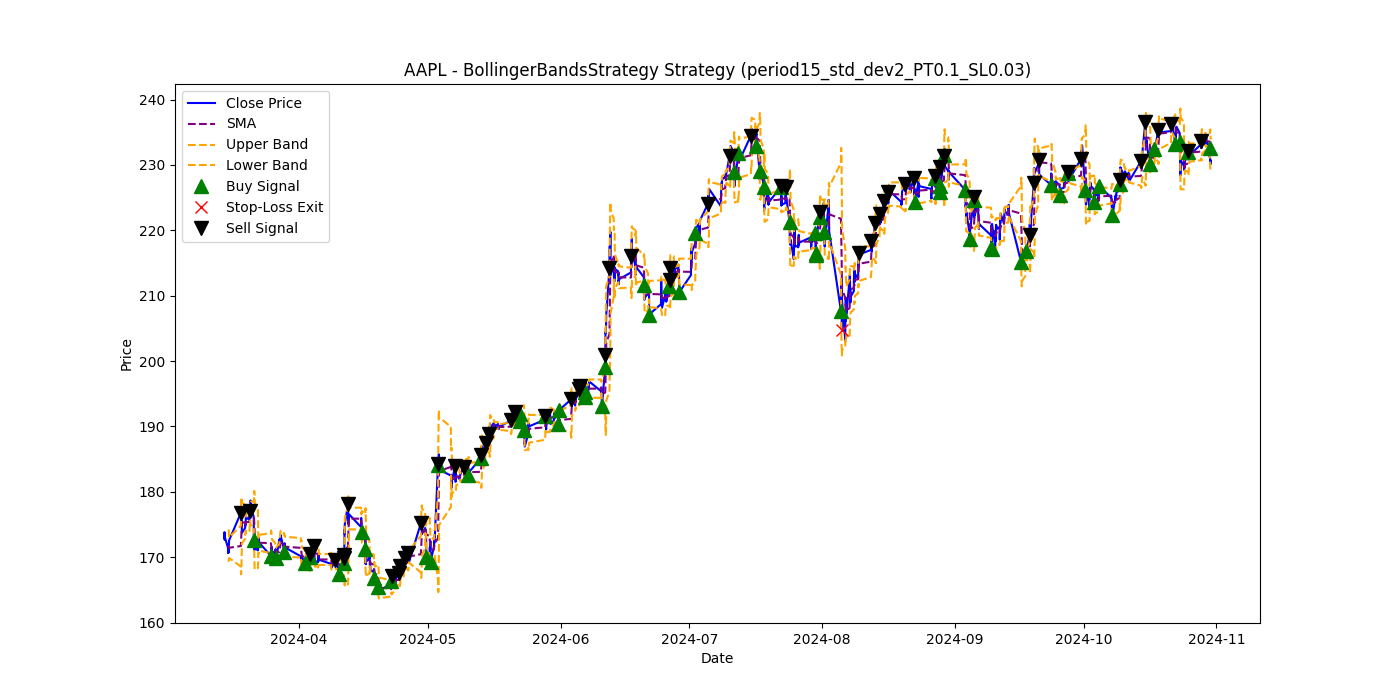 AAPL - BollingerBandsStrategy Strategy (period15_std_dev2_PT0.1_SL0.03)
Close Price
SMA
Upper Band
Lower Band
Buy Signal
Stop-Loss Exit
Sell Signal
Price
240
230
220
210
200
190
180
170
160
2024-04 2024-05 2024-06 2024-07 2024-08 2024-09 2024-10 2024-11
Date